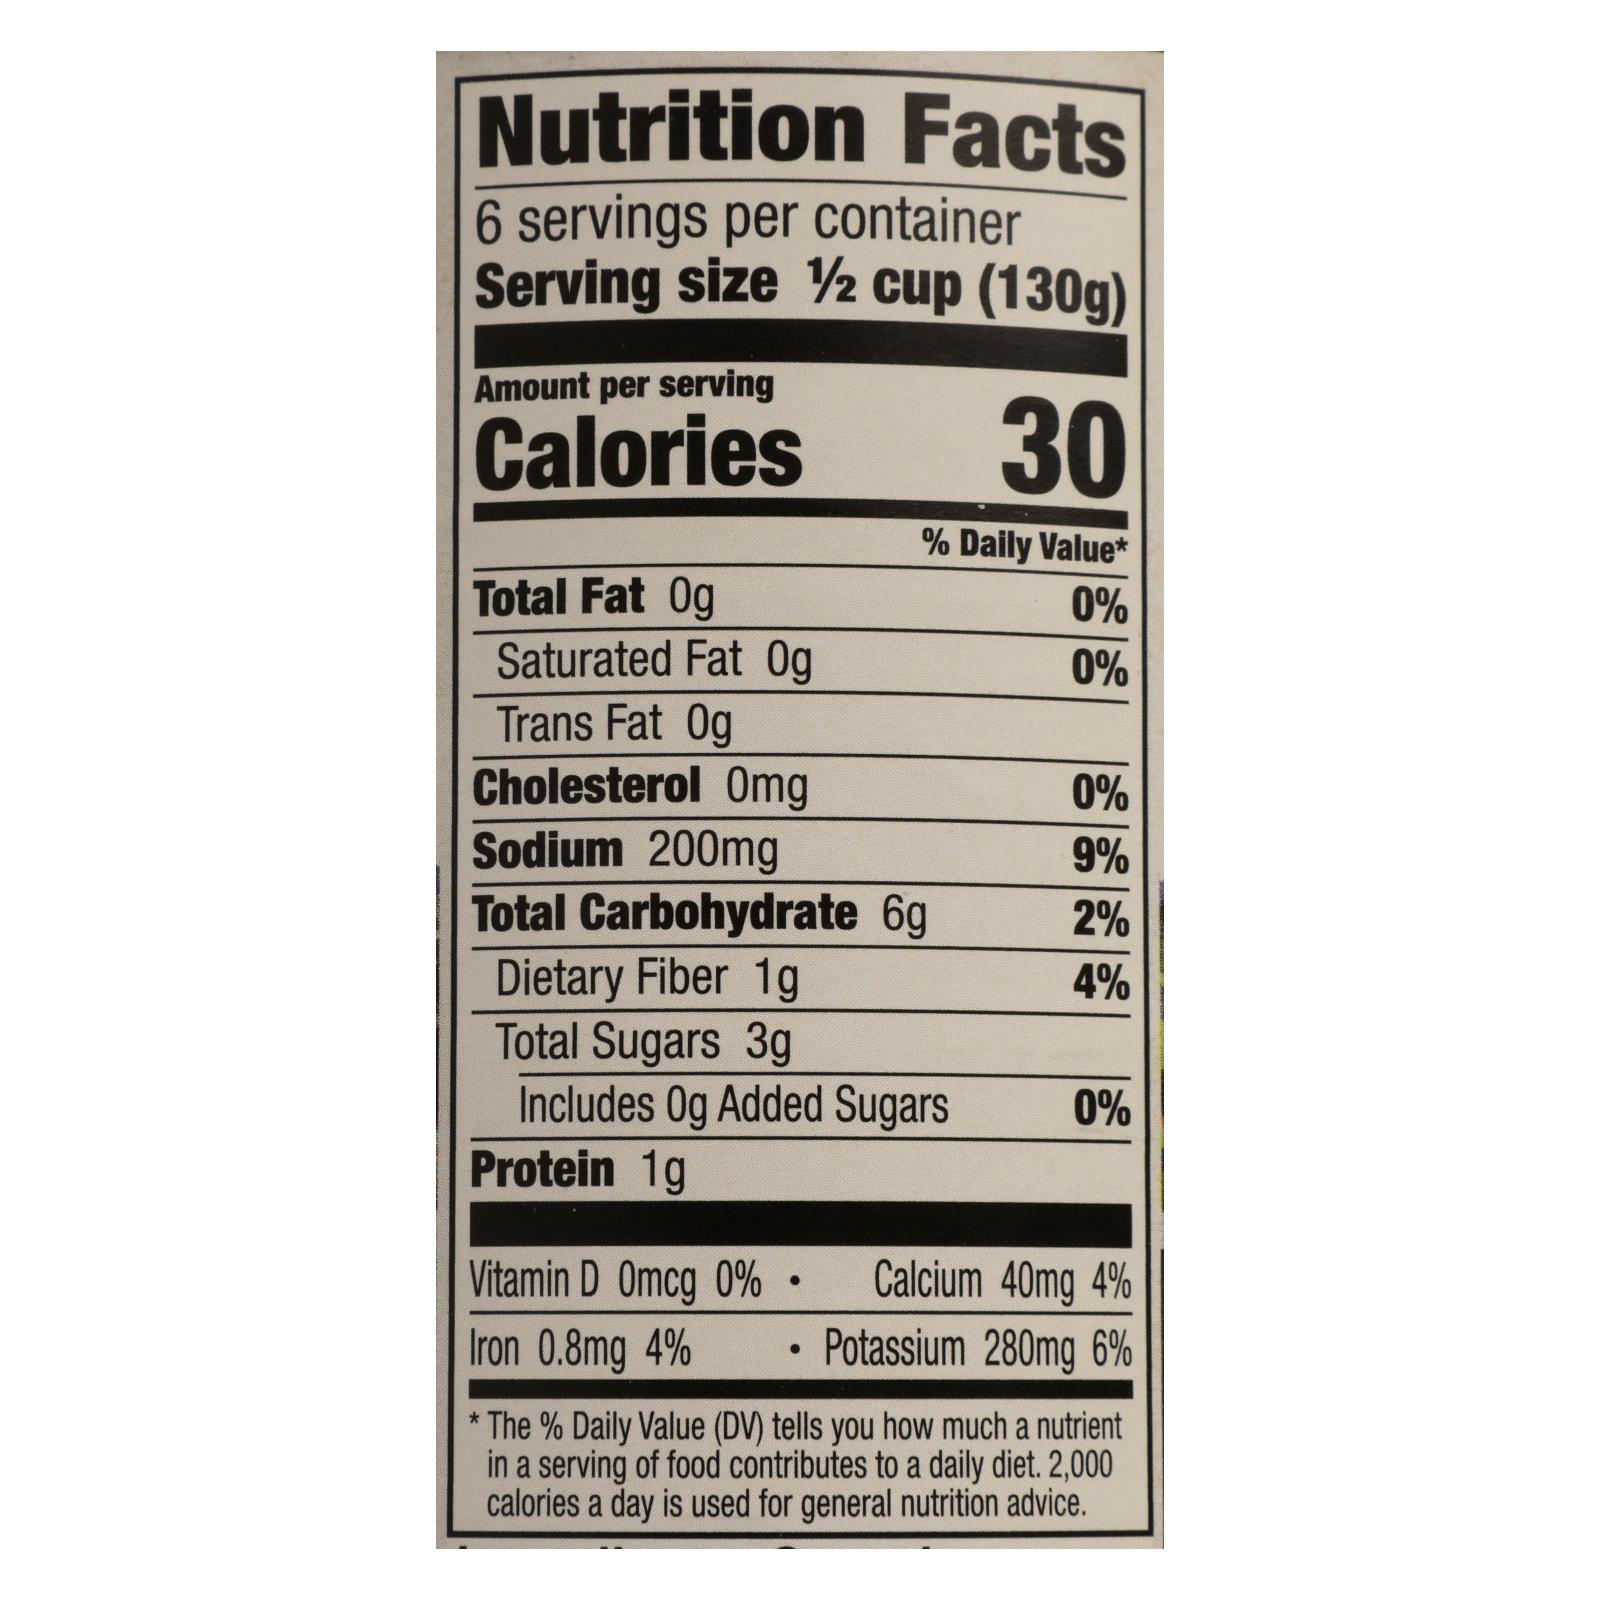 Nutrition Facts
6 servings per container
Serving size ½ cup (130g)
Amount per serving
Calories 30
% Daily Value*
Total Fat 0g 0%
Saturated Fat 0g 0%
Trans Fat 0g
Cholesterol 0mg 0%
Sodium 200mg 9%
Total Carbohydrate 6g 2%
Dietary Fiber 1g 4%
Total Sugars 3g
Includes 0g Added Sugars 0%
Protein 1g
Vitamin D 0mcg 0% • Calcium 40mg 4%
Iron 0.8mg 4% • Potassium 280mg 6%
* The % Daily Value (DV) tells you how much a nutrient
in a serving of food contributes to a daily diet. 2,000
calories a day is used for general nutrition advice.